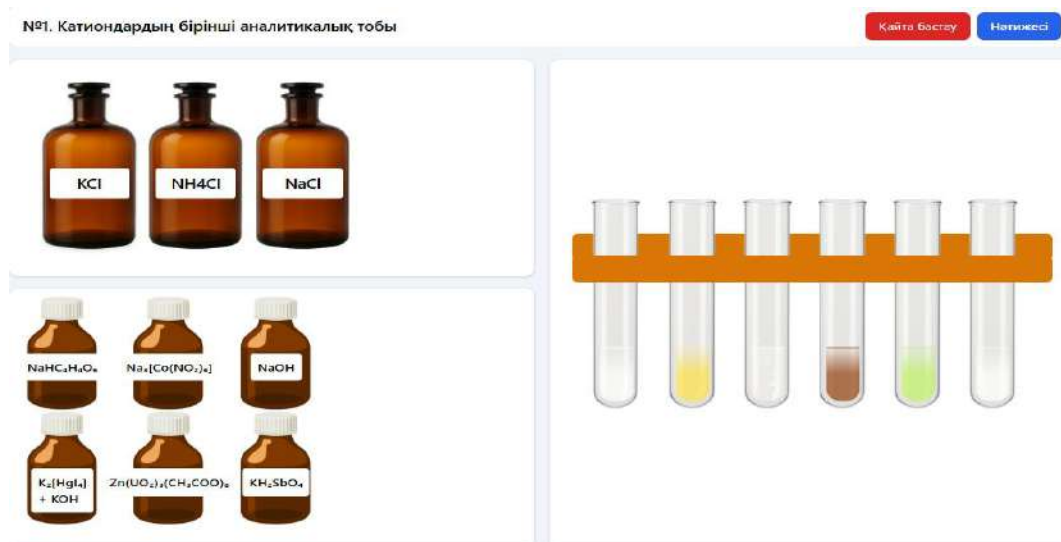 №1. Катиондардың бірінші аналитикалық тобы
Қайта бастау
Нәтижесі
KCl
NH4Cl
NaCl
NaHC₄H₄O₆
Na₃[Co(NO₂)₆]
NaOH
K₂[HgI₄]
+ KOH
Zn(UO₂)₃(CH₃COO)₈
KH₂SbO₄